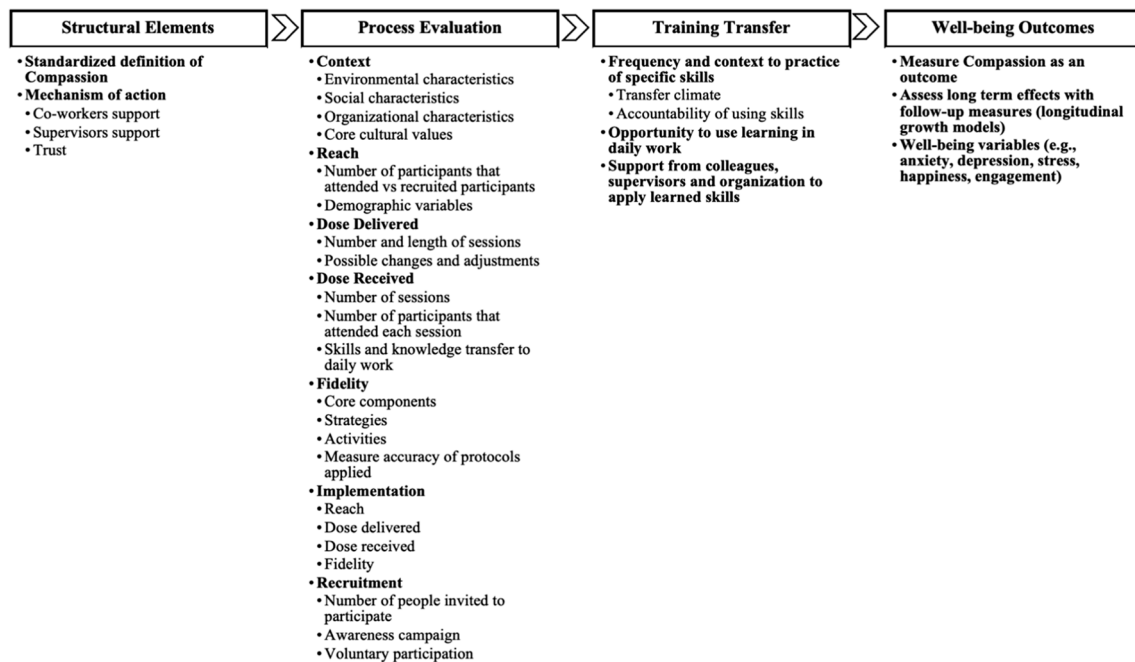 Structural Elements
• Standardized definition of
Compassion
• Mechanism of action
• Co-workers support
• Supervisors support
• Trust
Process Evaluation
• Context
• Environmental characteristics
• Social characteristics
• Organizational characteristics
• Core cultural values
• Reach
• Number of participants that
attended vs recruited participants
• Demographic variables
• Dose Delivered
• Number and length of sessions
• Possible changes and adjustments
• Dose Received
• Number of sessions
• Number of participants that
attended each session
• Skills and knowledge transfer to
daily work
• Fidelity
• Core components
• Strategies
• Activities
• Measure accuracy of protocols
applied
• Implementation
• Reach
• Dose delivered
• Dose received
• Fidelity
• Recruitment
• Number of people invited to
participate
• Awareness campaign
• Voluntary participation
Training Transfer
• Frequency and context to practice
of specific skills
• Transfer climate
• Accountability of using skills
• Opportunity to use learning in
daily work
• Support from colleagues,
supervisors and organization to
apply learned skills
Well-being Outcomes
• Measure Compassion as an
outcome
• Assess long term effects with
follow-up measures (longitudinal
growth models)
• Well-being variables (e.g.,
anxiety, depression, stress,
happiness, engagement)